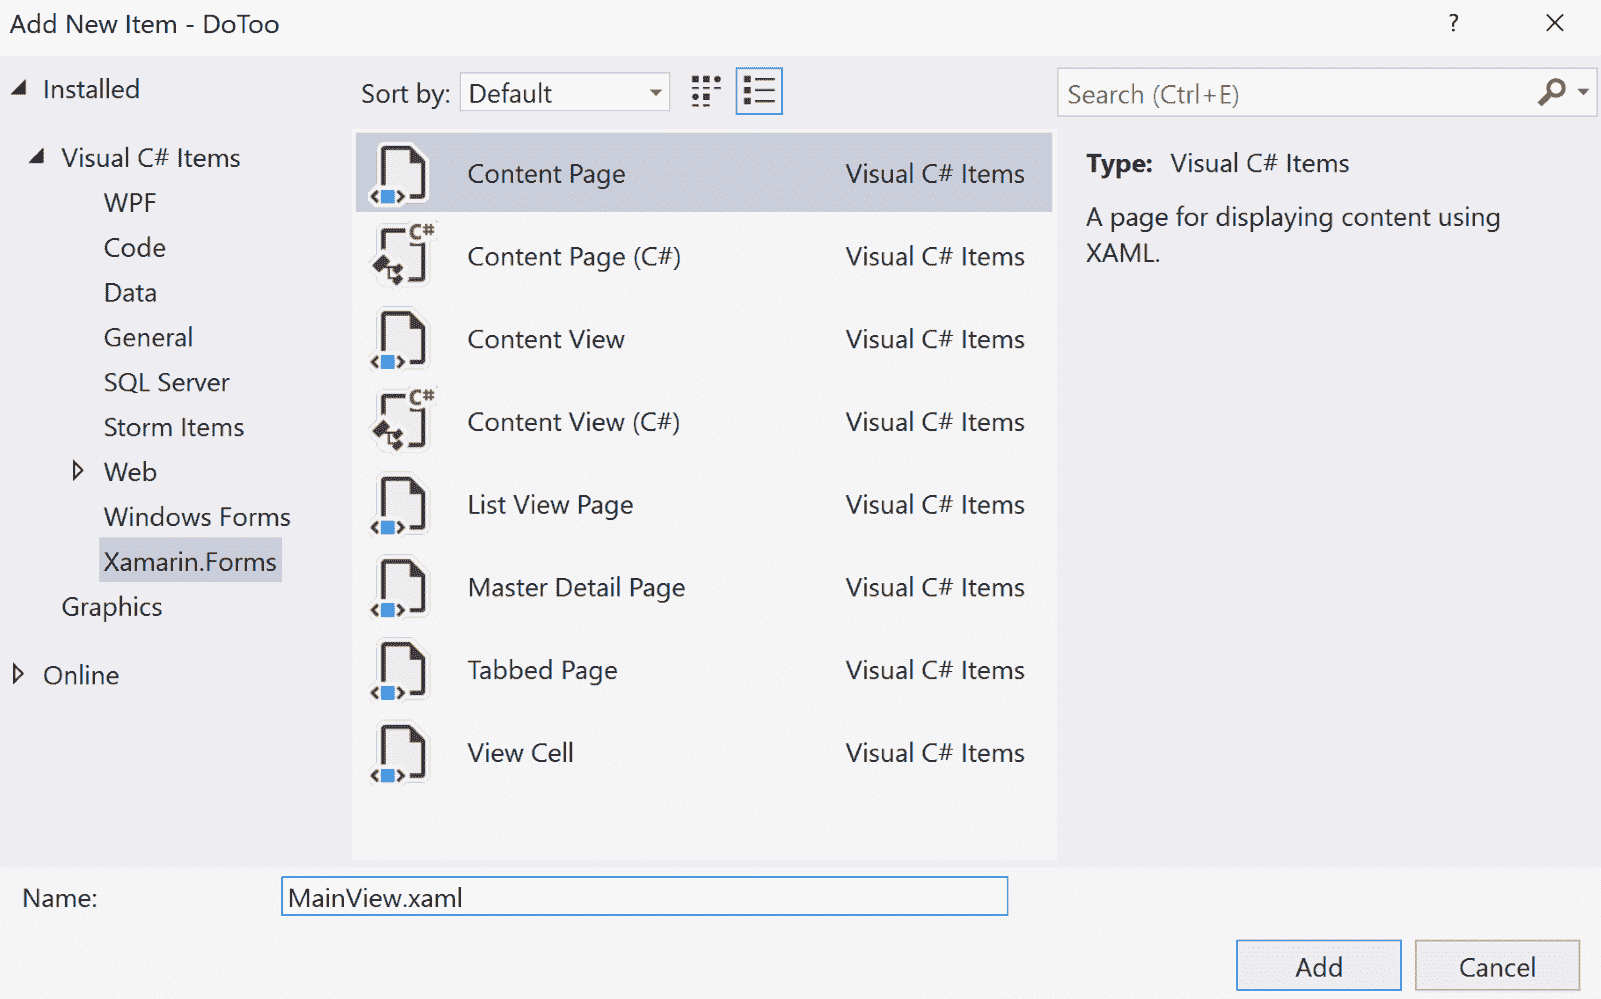 Add New Item - DoToo
?
Installed
Sort by: Default
Search (Ctrl+E)
Visual C# Items
WPF
Code
Data
General
SQL Server
Storm Items
Web
Windows Forms
Xamarin.Forms
Graphics
Online
Content Page Visual C# Items
C# Content Page (C#) Visual C# Items
Content View Visual C# Items
C# Content View (C#) Visual C# Items
List View Page Visual C# Items
Master Detail Page Visual C# Items
Tabbed Page Visual C# Items
View Cell Visual C# Items
Type: Visual C# Items
A page for displaying content using
XAML.
Name: MainView.xaml
Add Cancel